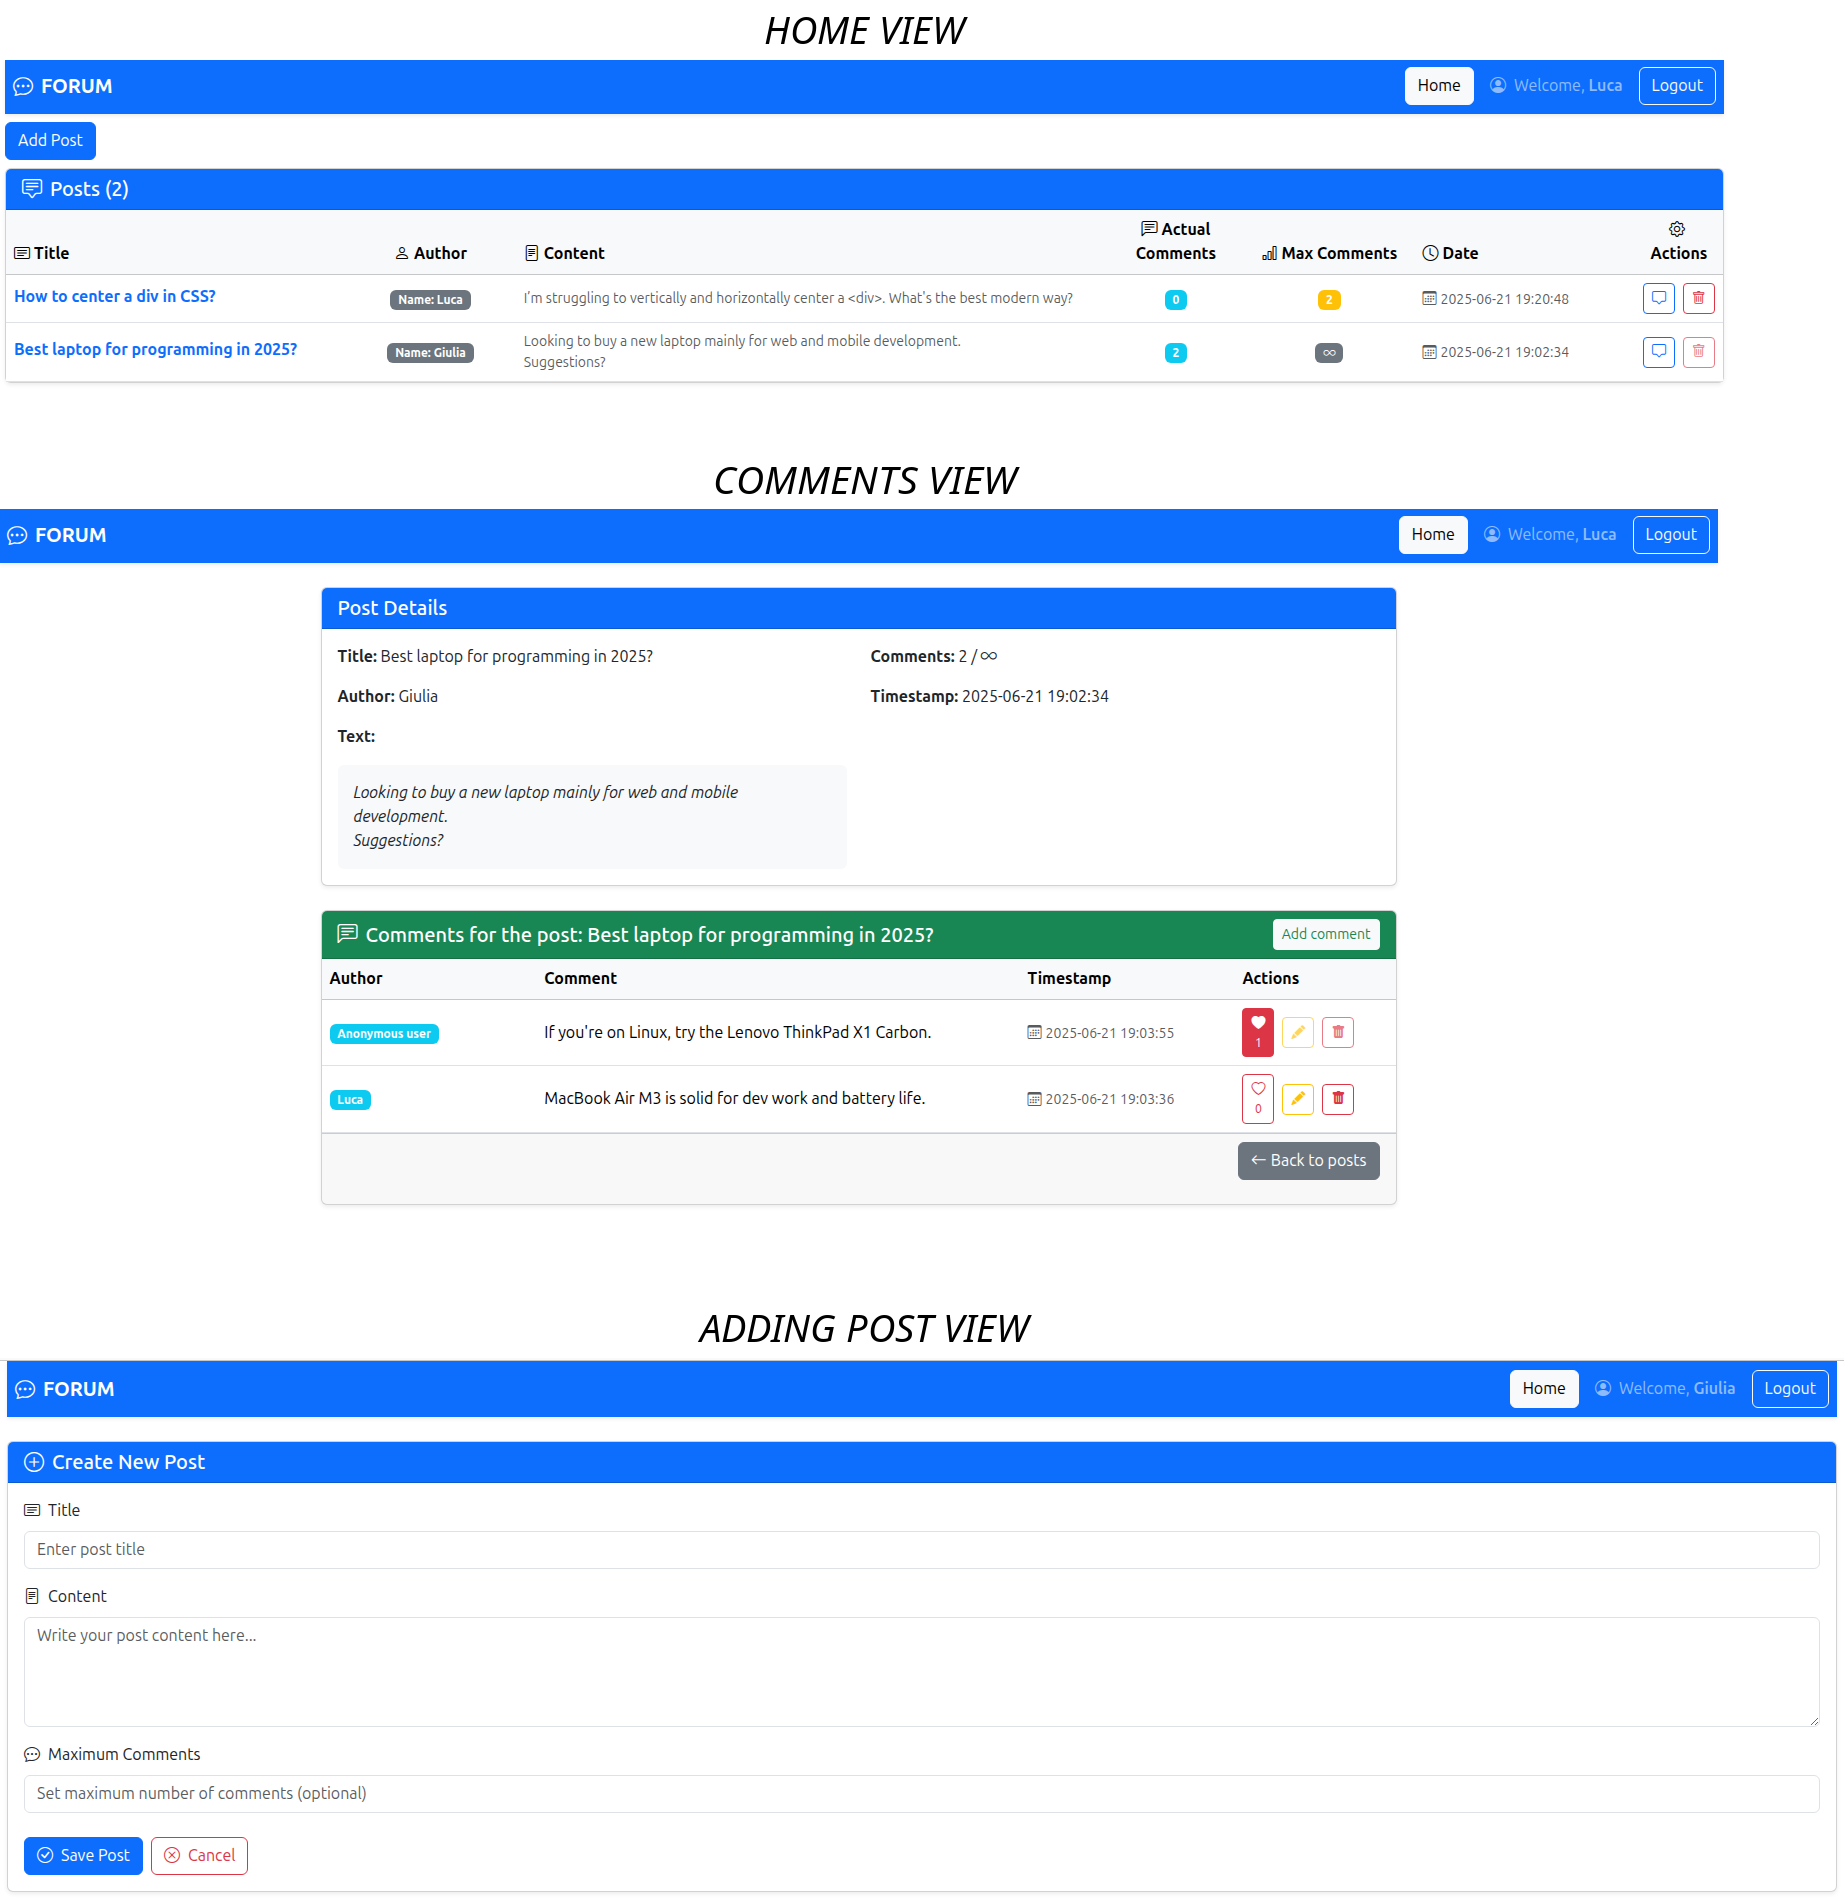 HOME VIEW
FORUM Home Welcome, Luca Logout
Add Post
Posts (2)
Title Author Content Actual Comments Max Comments Date Actions
How to center a div in CSS? Name: Luca I'm struggling to vertically and horizontally center a <div>. What's the best modern way? 0 2 2025-06-21 19:20:48
Best laptop for programming in 2025? Name: Giulia Looking to buy a new laptop mainly for web and mobile development. 2 ∞ 2025-06-21 19:02:34
Suggestions?
COMMENTS VIEW
FORUM Home Welcome, Luca Logout
Post Details
Title: Best laptop for programming in 2025? Comments: 2 / ∞
Author: Giulia Timestamp: 2025-06-21 19:02:34
Text:
Looking to buy a new laptop mainly for web and mobile
development.
Suggestions?
Comments for the post: Best laptop for programming in 2025? Add comment
Author Comment Timestamp Actions
Anonymous user If you're on Linux, try the Lenovo ThinkPad X1 Carbon. 2025-06-21 19:03:55 1
Luca MacBook Air M3 is solid for dev work and battery life. 2025-06-21 19:03:36 0
← Back to posts
ADDING POST VIEW
FORUM Home Welcome, Giulia Logout
Create New Post
Title
Enter post title
Content
Write your post content here...
Maximum Comments
Set maximum number of comments (optional)
Save Post Cancel